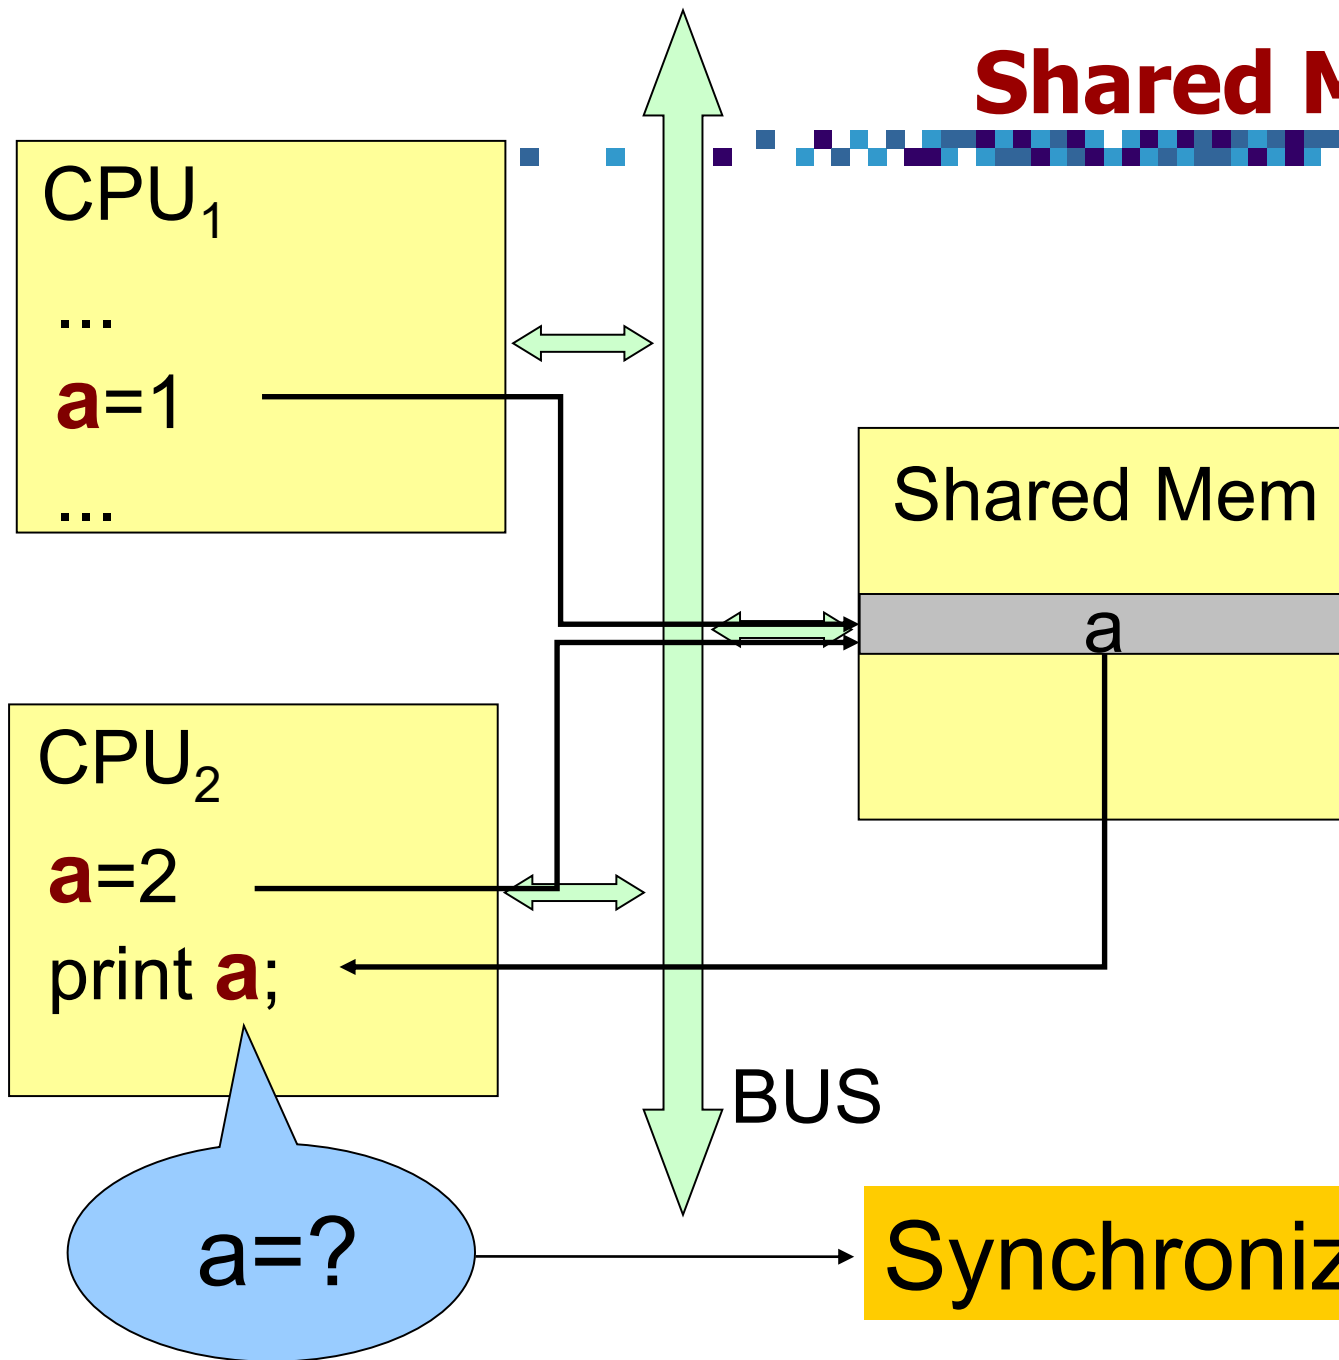 Shared M
CPU₁
...
a=1
...
Shared Mem
a
CPU₂
a=2
print a;
BUS
a=?
Synchroniz